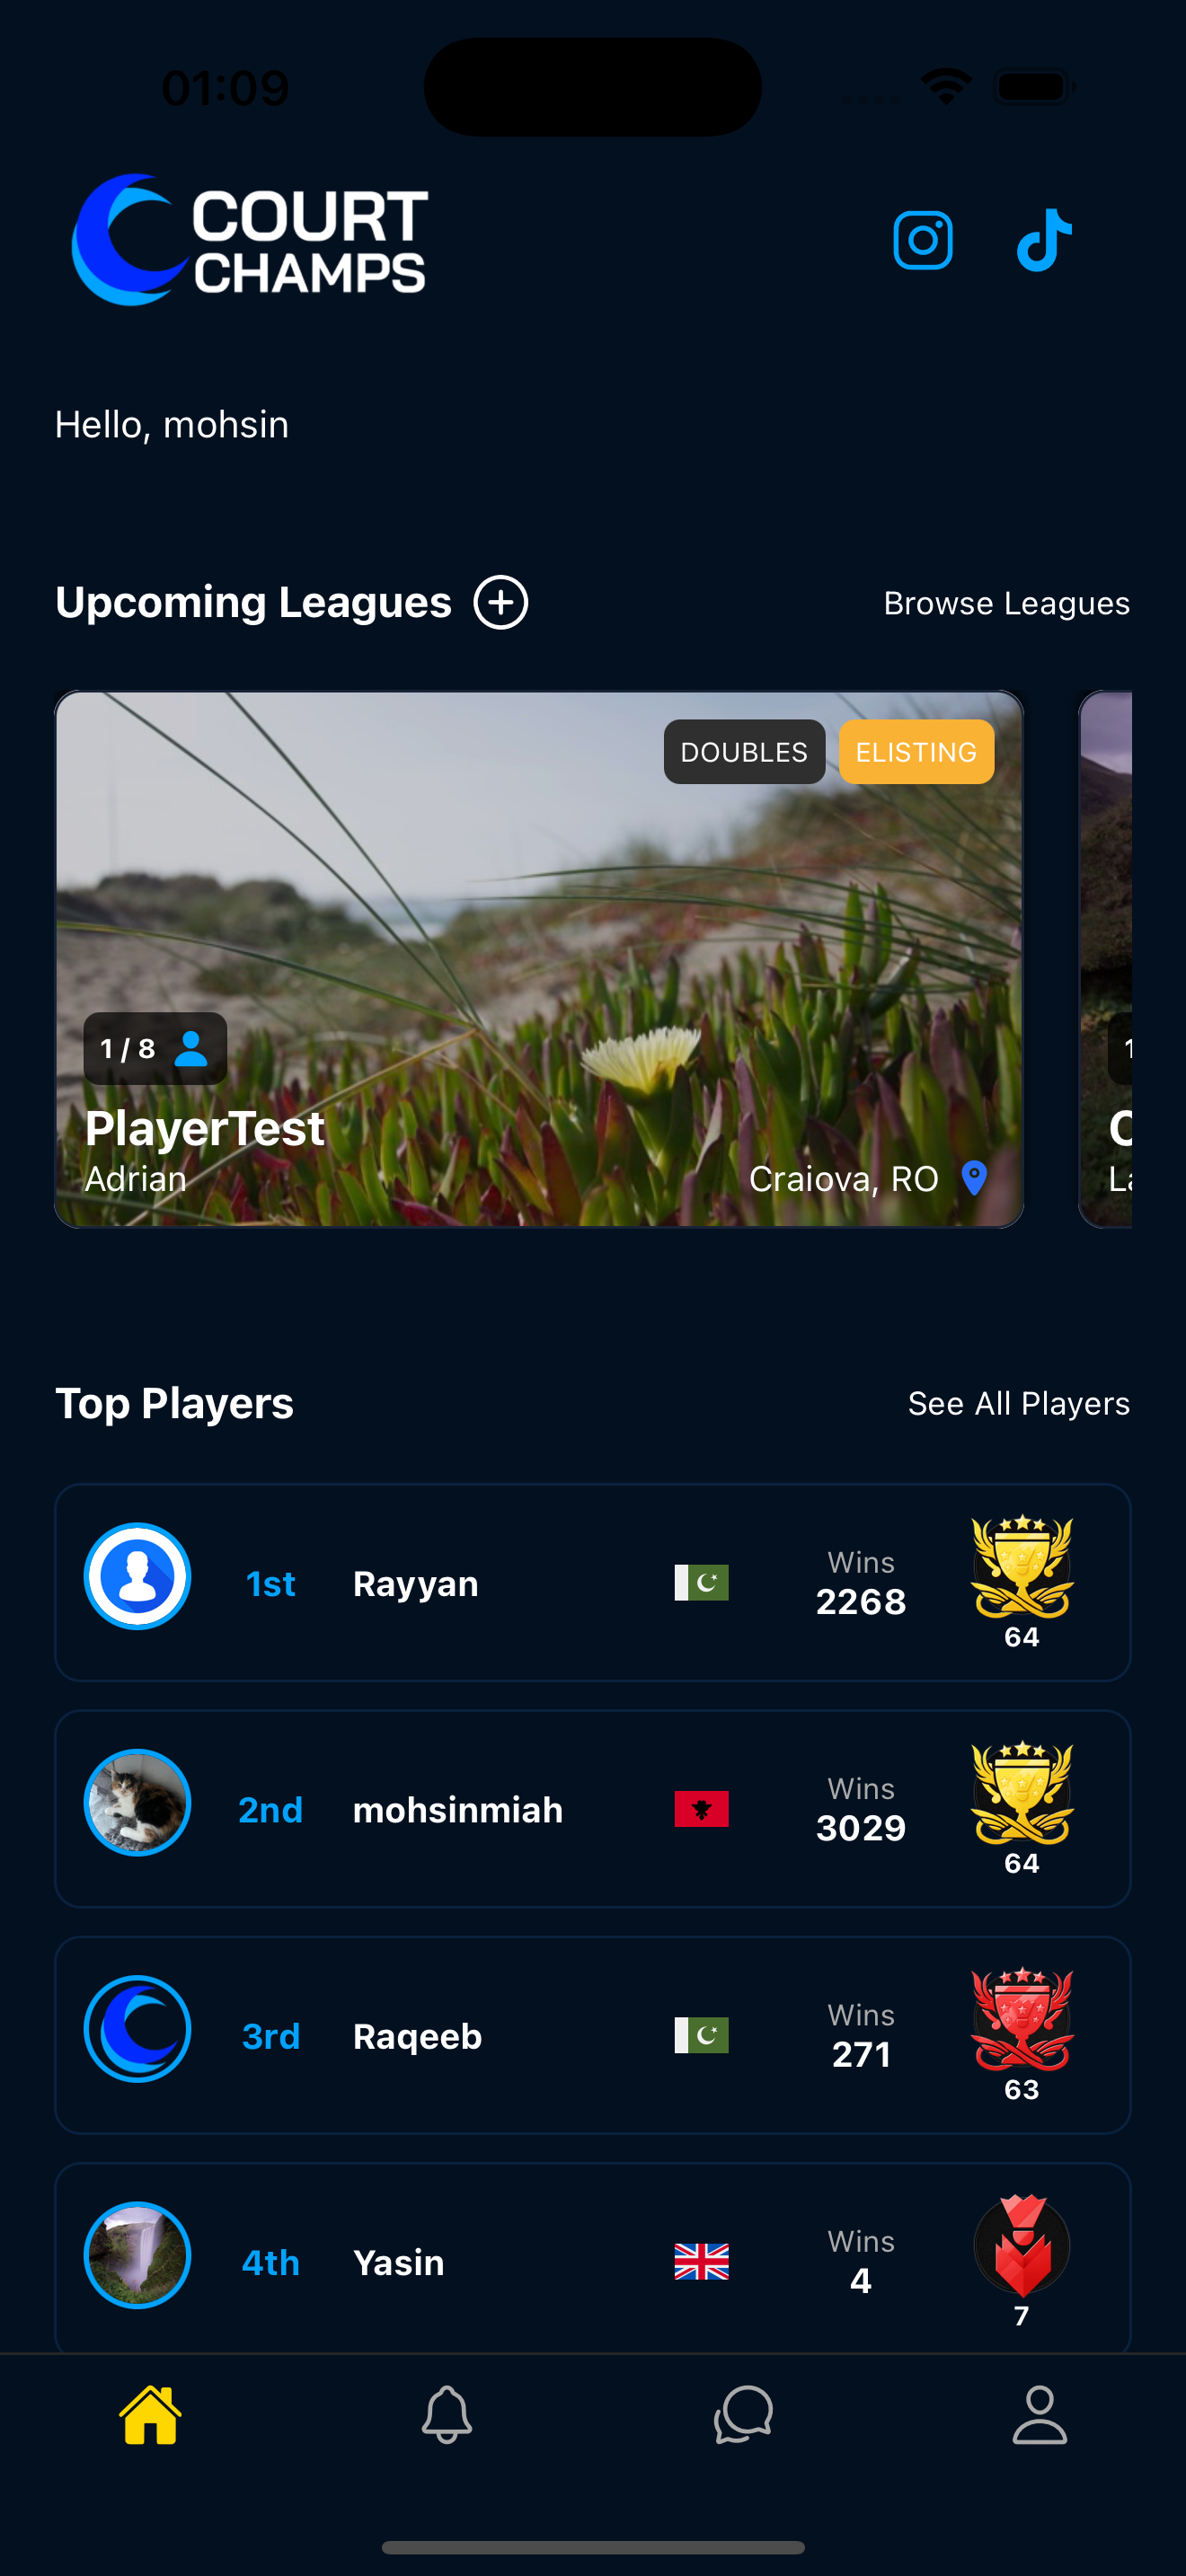 01:09
COURT
CHAMPS
Hello, mohsin
Upcoming Leagues
Browse Leagues
DOUBLES
ELISTING
1 / 8
PlayerTest
Adrian
Craiova, RO
Top Players
See All Players
1st
Rayyan
Wins
2268
64
2nd
mohsinmiah
Wins
3029
64
3rd
Raqeeb
Wins
271
63
4th
Yasin
Wins
4
7